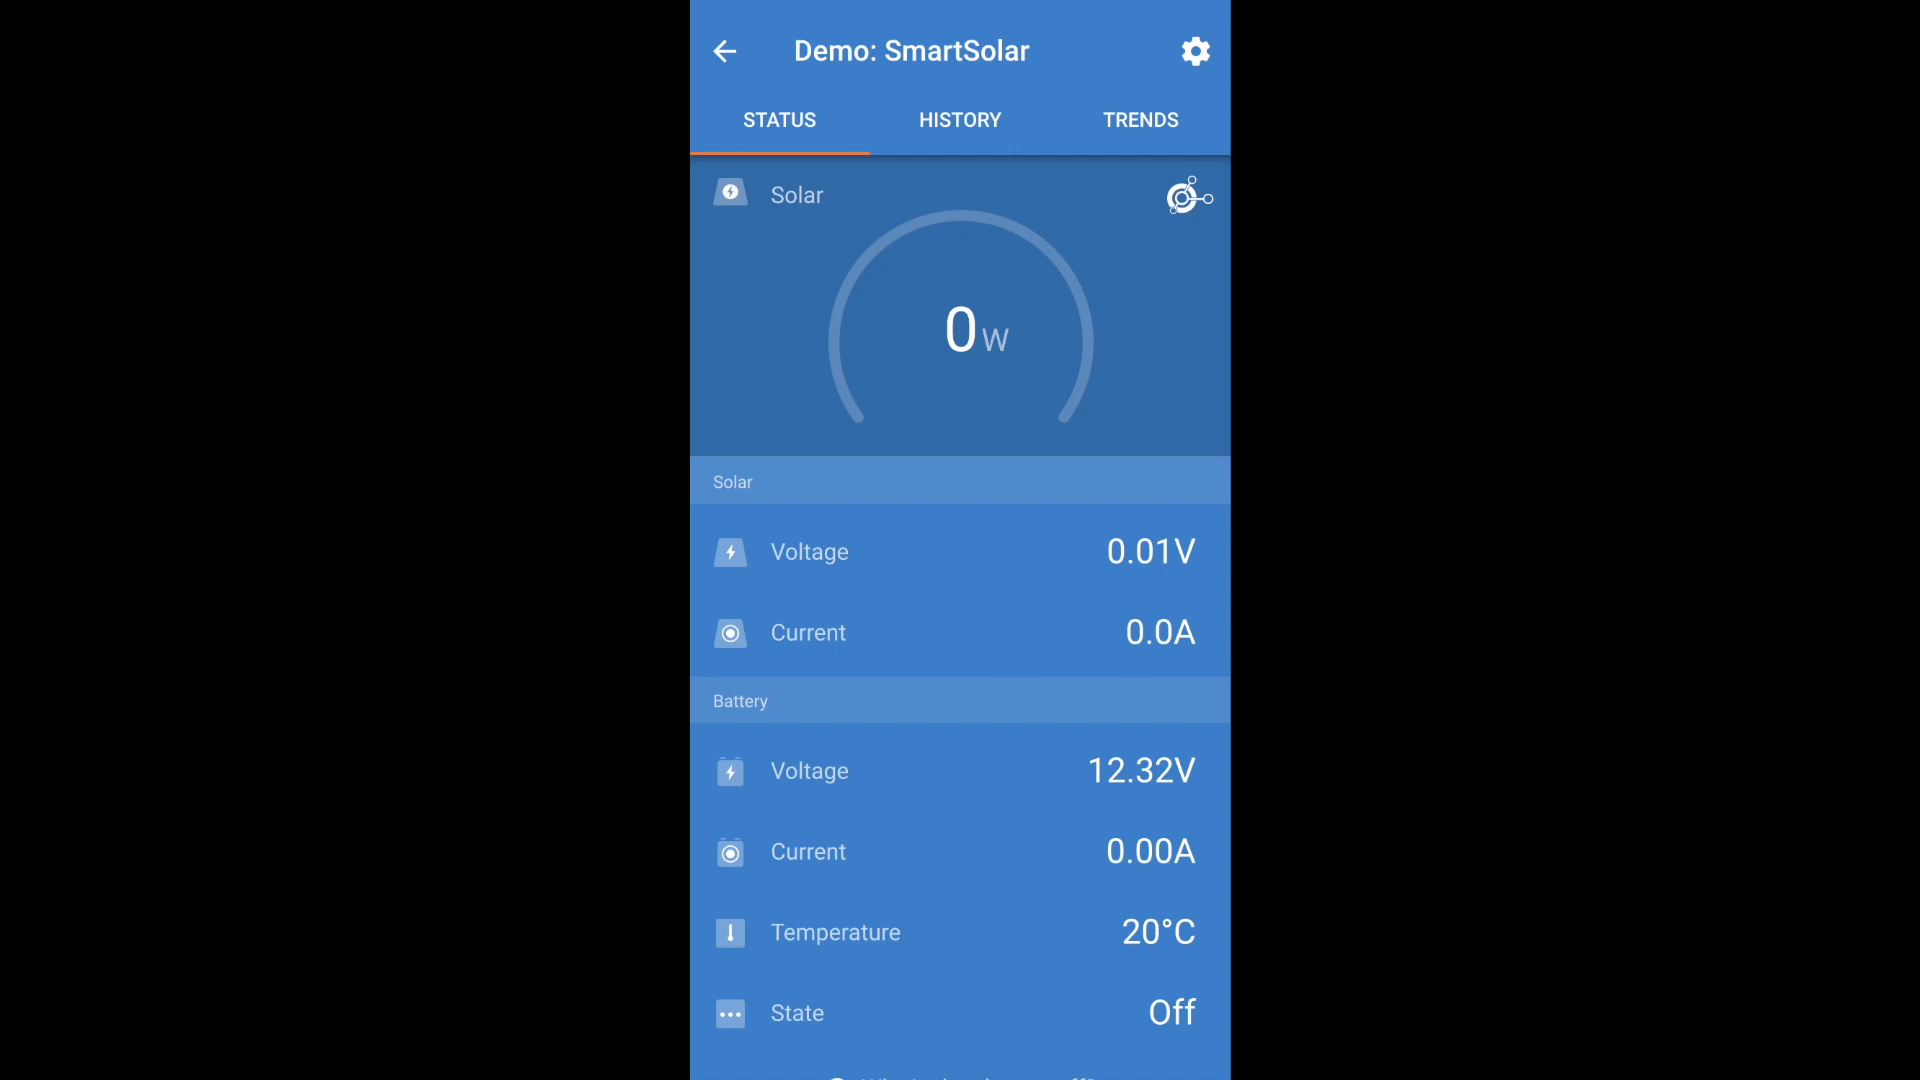 Demo: SmartSolar
STATUS HISTORY TRENDS
Solar
0 W
Solar
Voltage 0.01V
Current 0.0A
Battery
Voltage 12.32V
Current 0.00A
Temperature 20°C
State Off